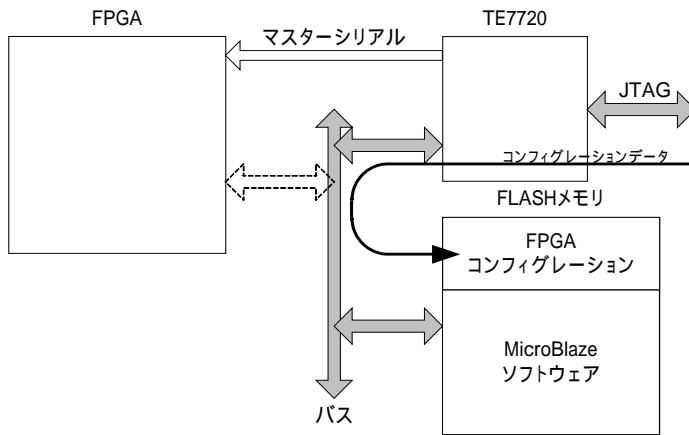 FPGA
TE7720
マスターシリアル
JTAG
コンフィグレーションデータ
FLASHメモリ
FPGA
コンフィグレーション
MicroBlaze
ソフトウェア
バス